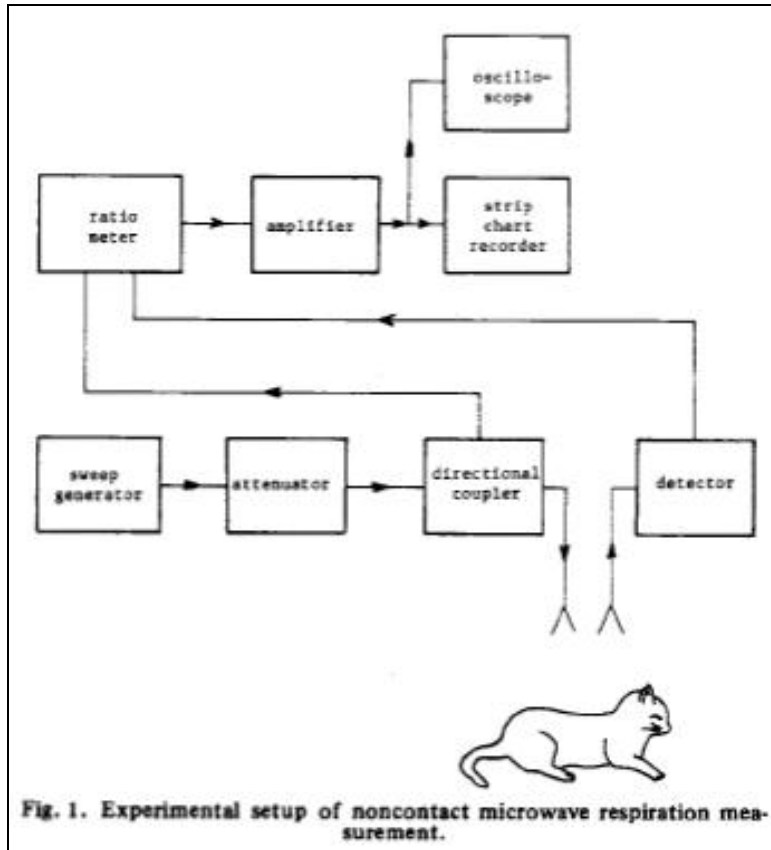 oscillo-
scope
ratio
meter
amplifier
strip
chart
recorder
sweep
generator
attenuator
directional
coupler
detector
Fig. 1. Experimental setup of noncontact microwave respiration mea-
surement.